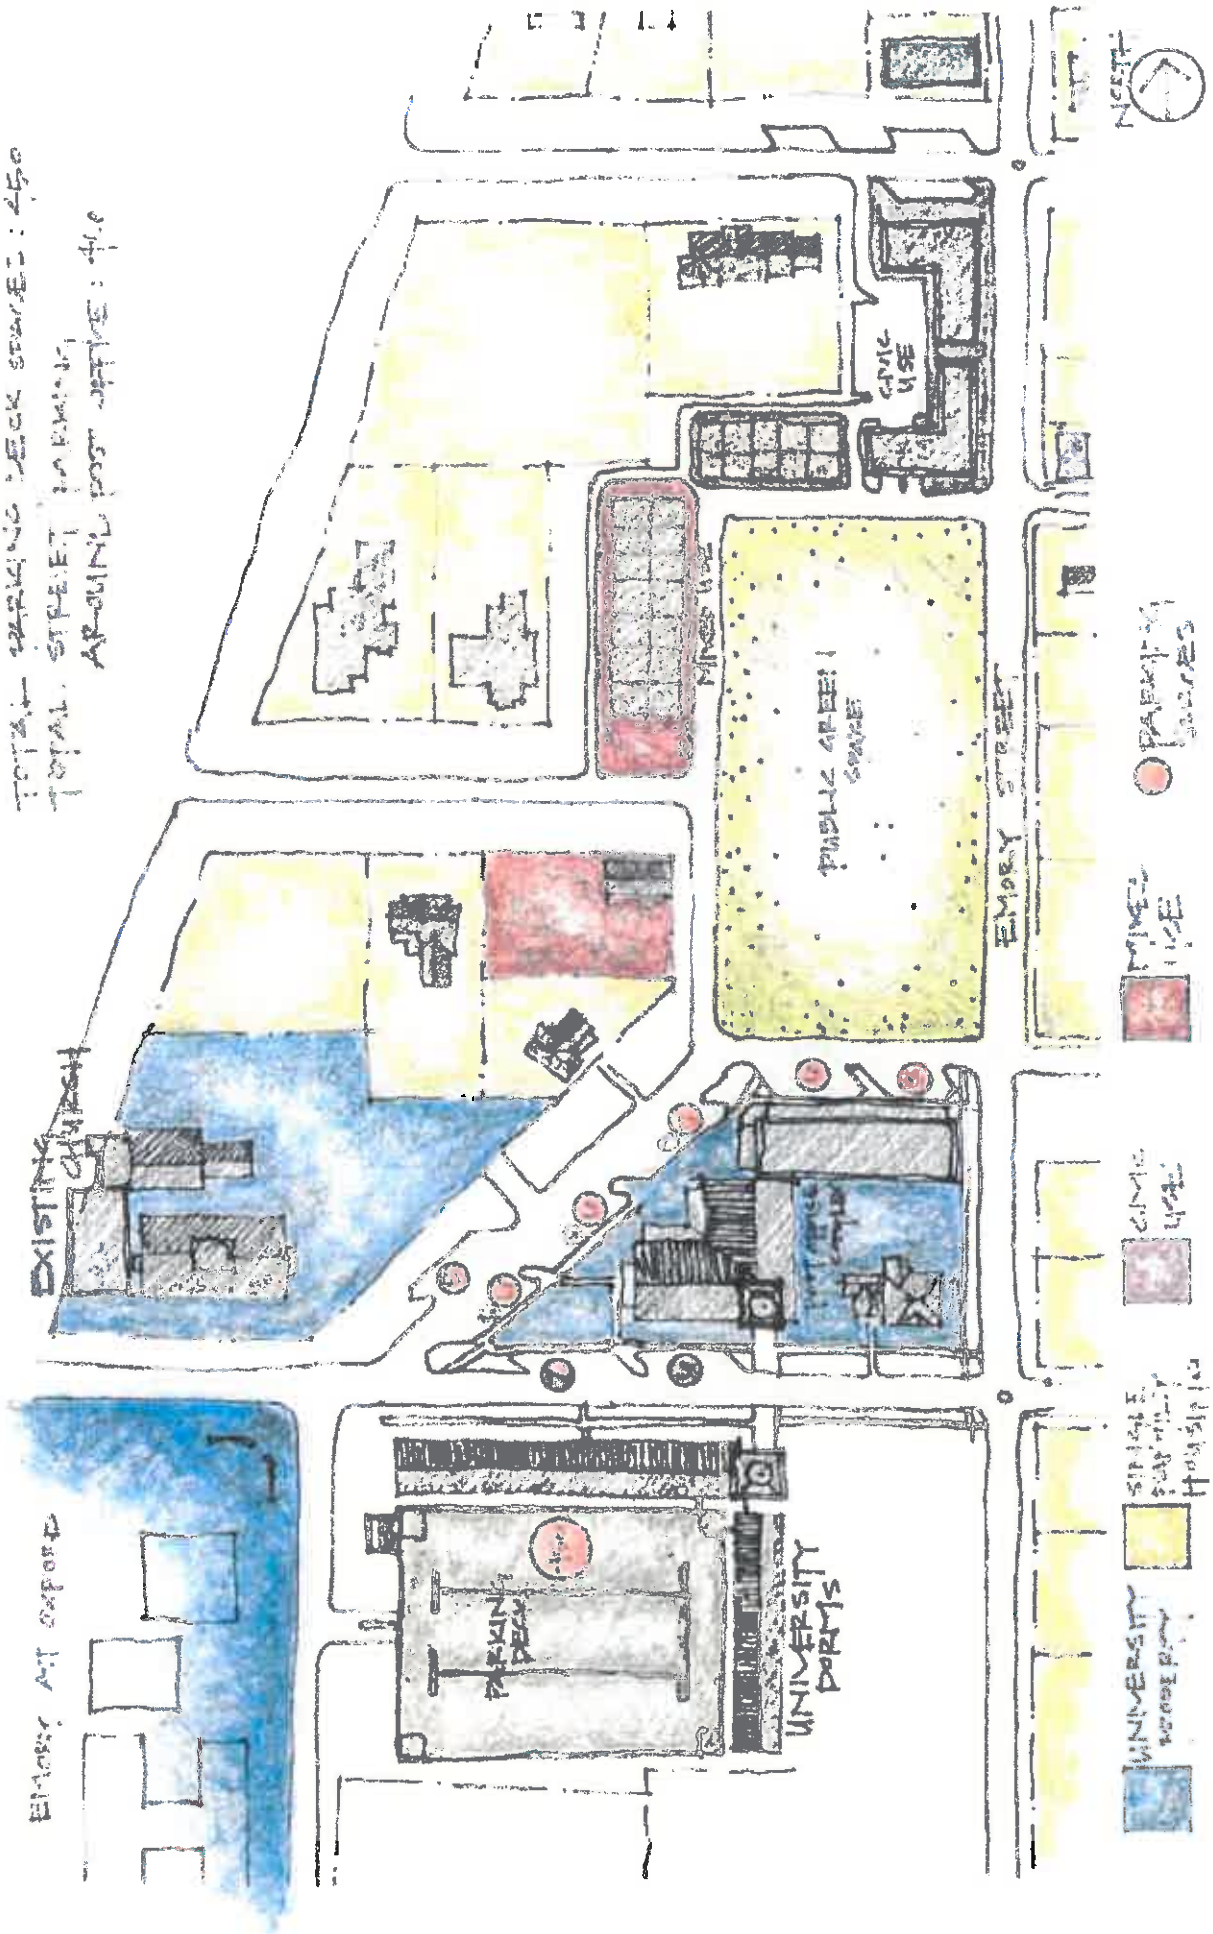 TOTAL PARKING DECK SPACES: 250
TOTAL STREET PARKING
AROUND POST OFFICE: 40
EXISTING
CHURCH
EMORY AT OXFORD
CIVIC
USE
MIXED USE
PUBLIC GREEN
SPACE
EMORY STREET
PARKING
DECK
UNIVERSITY
DORMS
UNIVERSITY
SINGLE
FAMILY
HOUSING
CIVIC
USE
MIXED
USE
PARKING
SPACES
NORTH